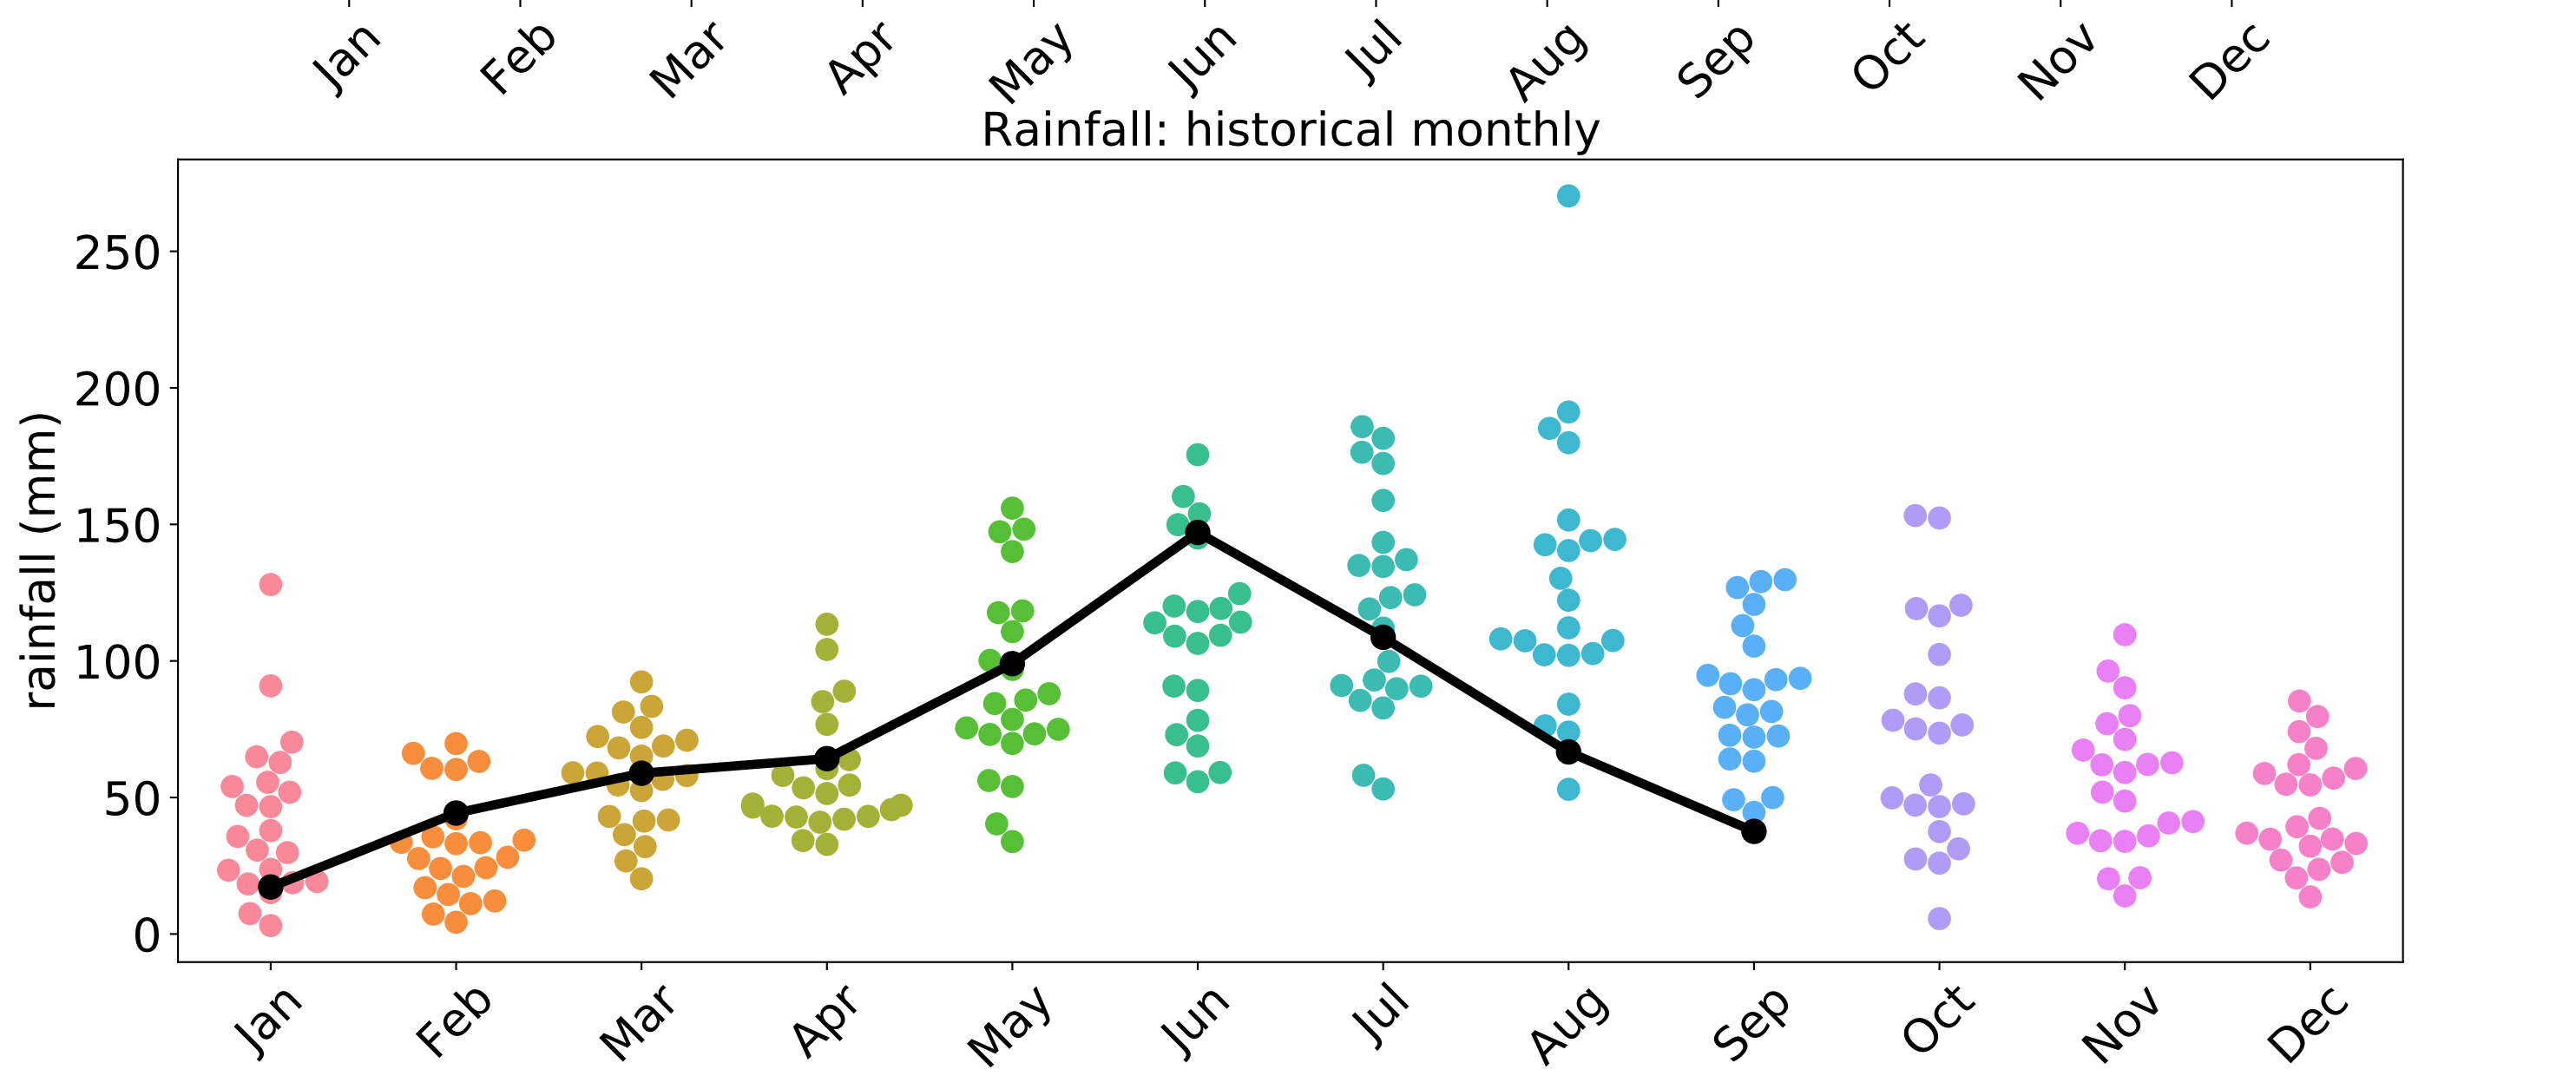 Jan Feb Mar Apr May Jun Jul Aug Sep Oct Nov Dec
Rainfall: historical monthly
rainfall (mm)
250
200
150
100
50
0
Jan Feb Mar Apr May Jun Jul Aug Sep Oct Nov Dec